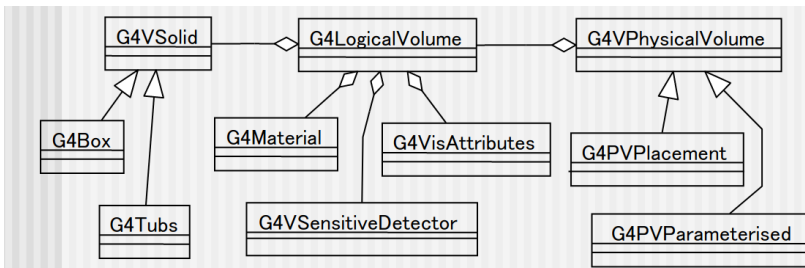 G4VSolid
G4LogicalVolume
G4VPhysicalVolume
G4Box
G4Material
G4VisAttributes
G4PVPlacement
G4Tubs
G4VSensitiveDetector
G4PVParameterised